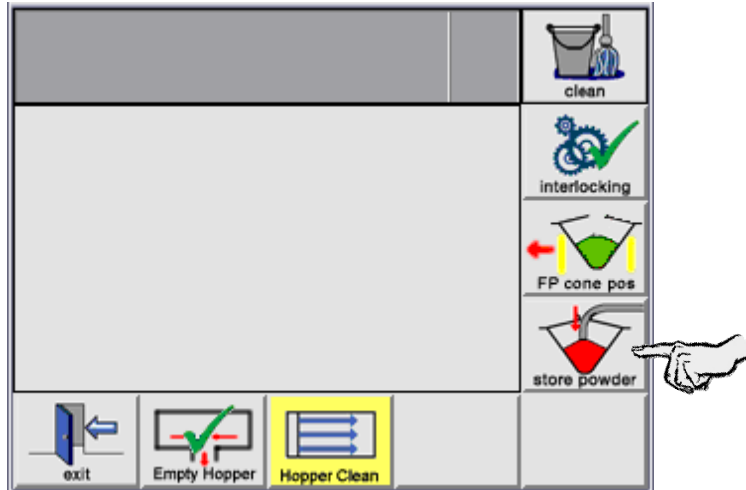 clean
interlocking
FP cone pos
store powder
exit
Empty Hopper
Hopper Clean